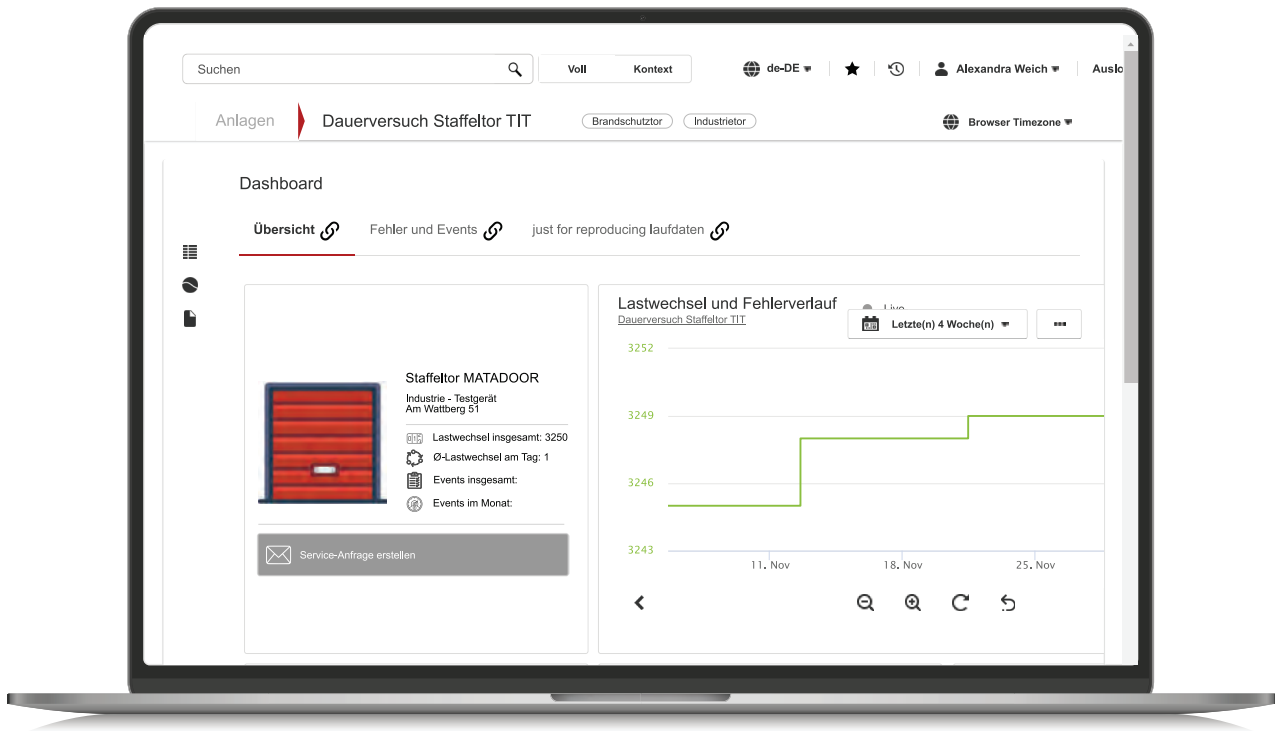 Suchen
Voll
Kontext
de-DE
Alexandra Weich
Auslo
Anlagen
Dauerversuch Staffeltor TIT
Brandschutztor
Industrietor
Browser Timezone
Dashboard
Übersicht
Fehler und Events
just for reproducing laufdaten
Staffeltor MATADOOR
Industrie - Testgerät
Am Wattberg 51
Lastwechsel insgesamt: 3250
Ø-Lastwechsel am Tag: 1
Events insgesamt:
Events im Monat:
Service-Anfrage erstellen
Lastwechsel und Fehlerverlauf
Live
Dauerversuch Staffeltor TIT
Letzte(n) 4 Woche(n)
3252
3249
3246
3243
11. Nov
18. Nov
25. Nov